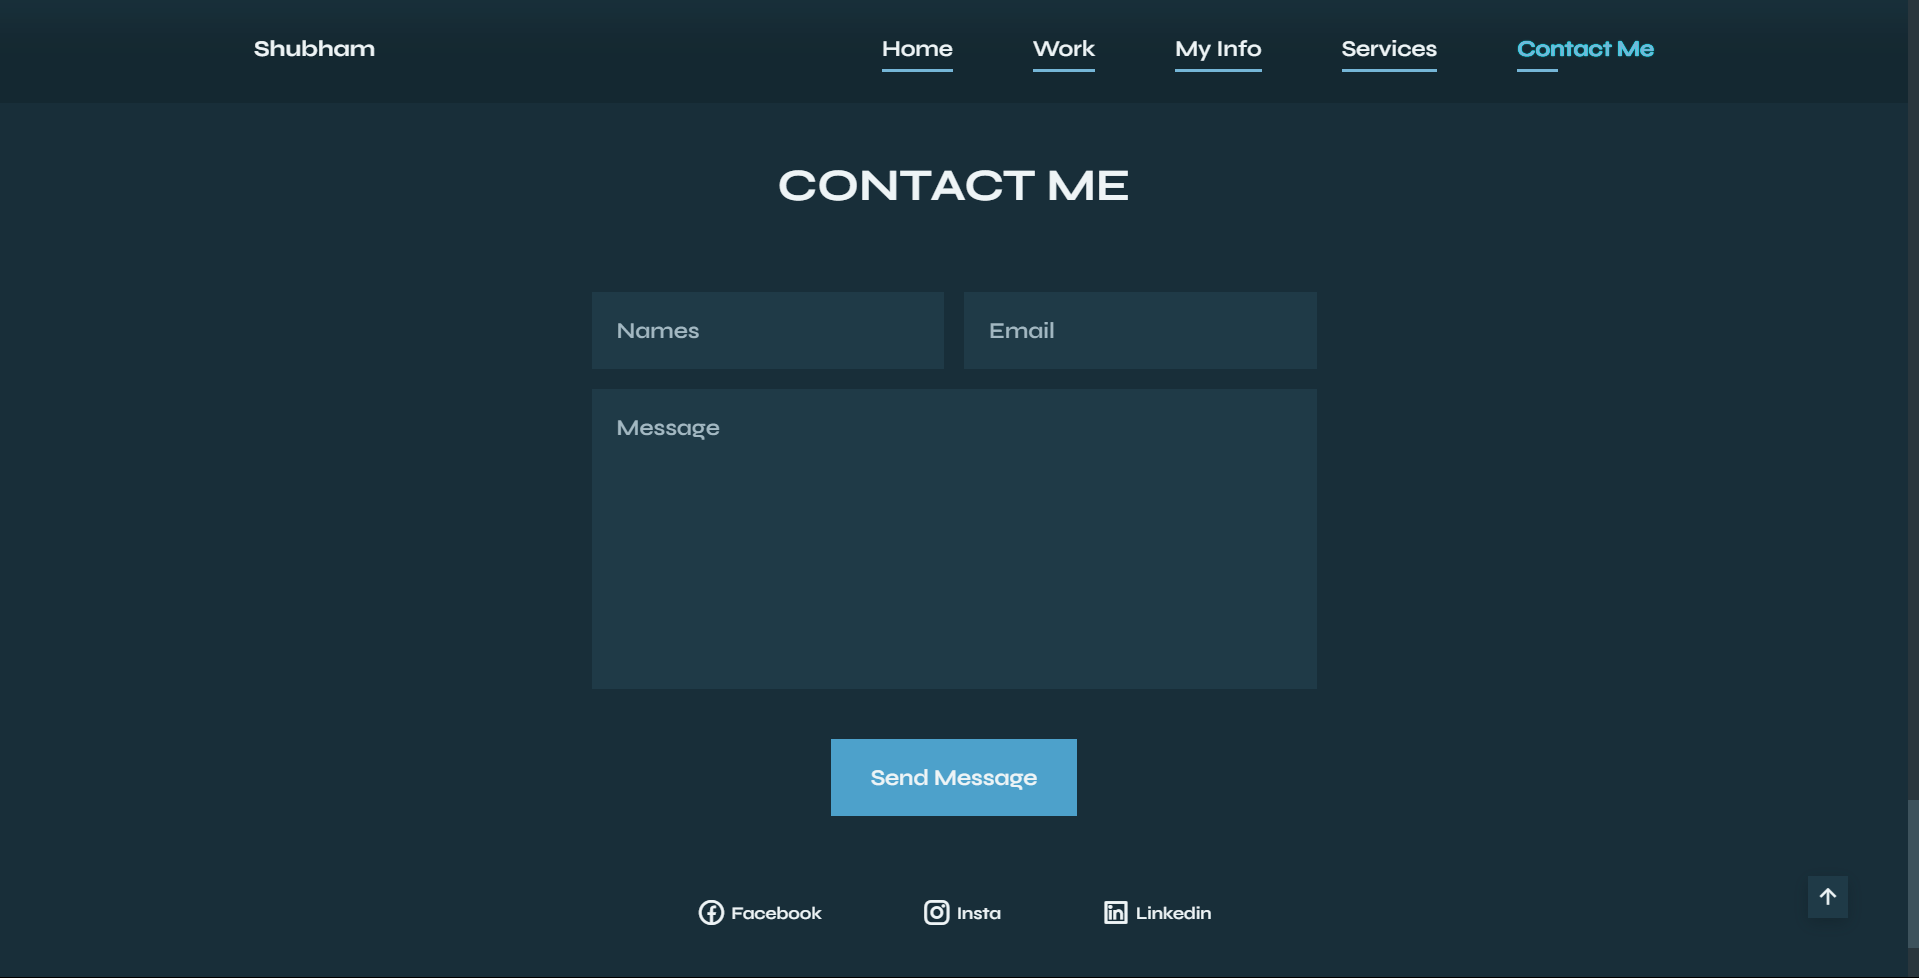 Shubham Home Work My Info Services Contact Me
CONTACT ME
Names Email
Message
Send Message
Facebook Insta Linkedin